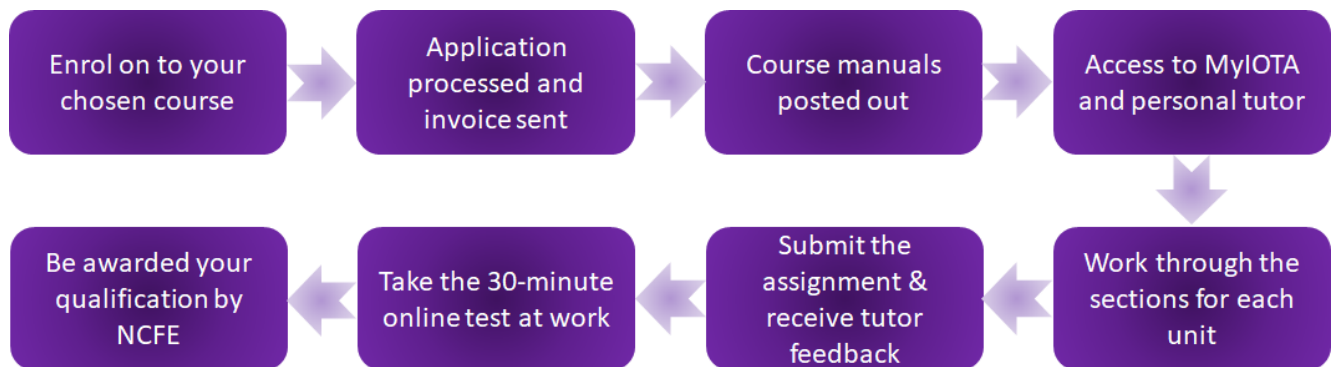 Enrol on to your
chosen course
Application
processed and
invoice sent
Course manuals
posted out
Access to MyIOTA
and personal tutor
Work through the
sections for each
unit
Submit the
assignment &
receive tutor
feedback
Take the 30-minute
online test at work
Be awarded your
qualification by
NCFE